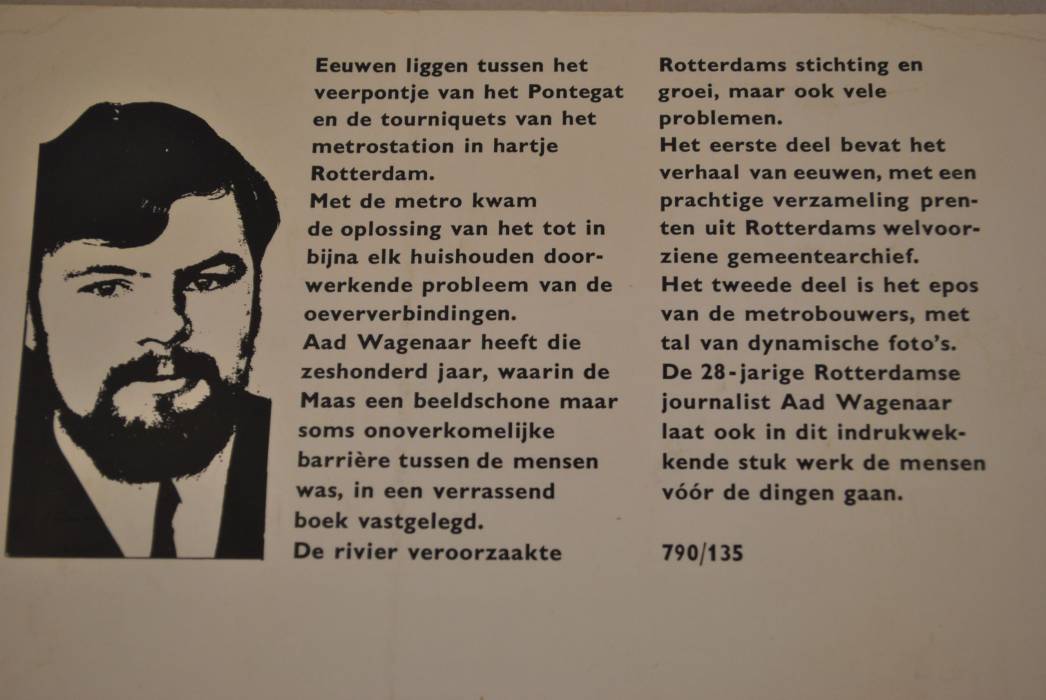 Eeuwen liggen tussen het
veerpontje van het Pontegat
en de tourniquets van het
metrostation in hartje
Rotterdam.
Met de metro kwam
de oplossing van het tot in
bijna elk huishouden door-
werkende probleem van de
oeververbindingen.
Aad Wagenaar heeft die
zeshonderd jaar, waarin de
Maas een beeldschone maar
soms onoverkomelijke
barrière tussen de mensen
was, in een verrassend
boek vastgelegd.
De rivier veroorzaakte
Rotterdams stichting en
groei, maar ook vele
problemen.
Het eerste deel bevat het
verhaal van eeuwen, met een
prachtige verzameling pren-
ten uit Rotterdams welvoor-
ziene gemeentearchief.
Het tweede deel is het epos
van de metrobouwers, met
tal van dynamische foto's.
De 28-jarige Rotterdamse
journalist Aad Wagenaar
laat ook in dit indrukwek-
kende stuk werk de mensen
vóór de dingen gaan.
790/135